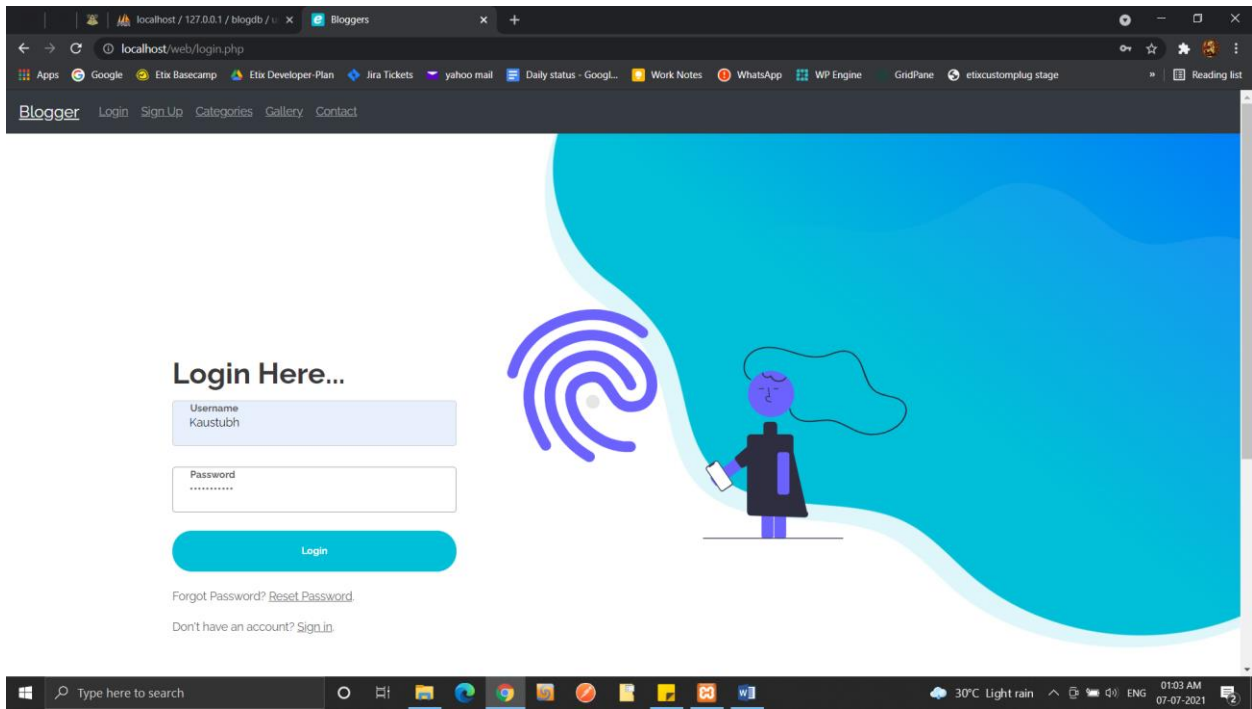 localhost / 127.0.0.1 / blogdb / u
Bloggers
localhost/web/login.php
Apps Google Etix Basecamp Etix Developer-Plan Jira Tickets yahoo mail Daily status - Googl... Work Notes WhatsApp WP Engine GridPane etixcustomplug stage » Reading list
Blogger Login Sign Up Categories Gallery Contact
Login Here...
Username
Kaustubh
Password
···········
Login
Forgot Password? Reset Password.
Don't have an account? Sign in.
Type here to search
30°C Light rain ENG 01:03 AM
07-07-2021
2